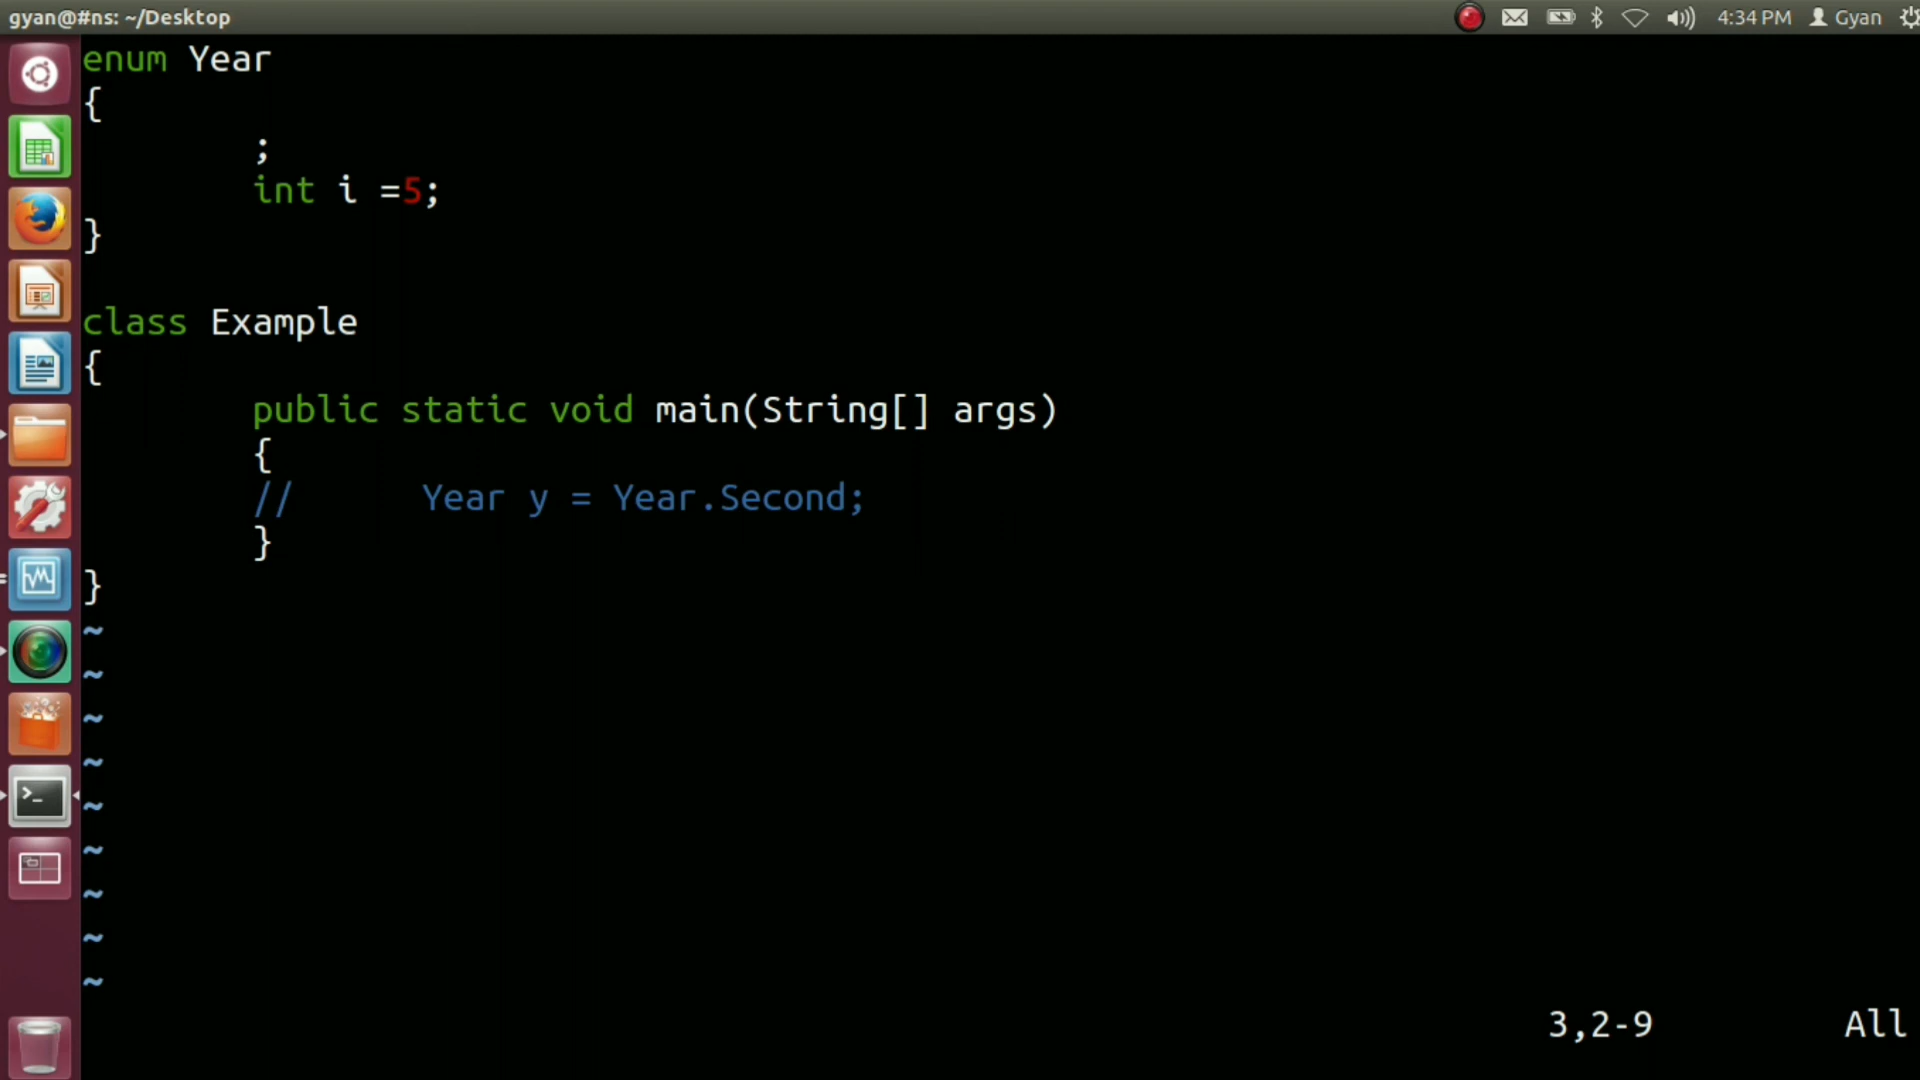 gyan@#ns: ~/Desktop 4:34 PM Gyan
enum Year
{
;
int i =5;
}
class Example
{
public static void main(String[] args)
{
// Year y = Year.Second;
}
}
~
~
~
~
~
~
~
~
~
3,2-9 All